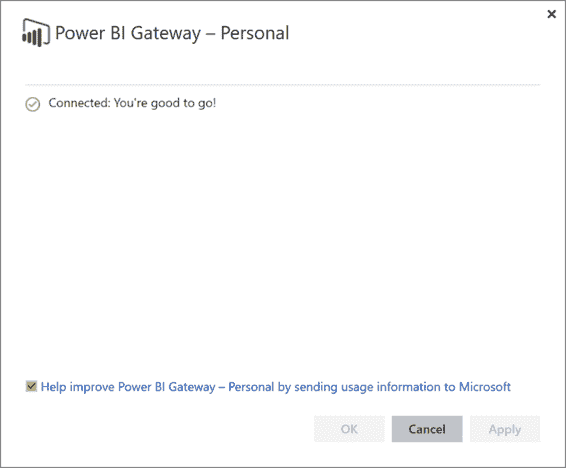 Power BI Gateway – Personal
Connected: You're good to go!
Help improve Power BI Gateway – Personal by sending usage information to Microsoft
OK Cancel Apply